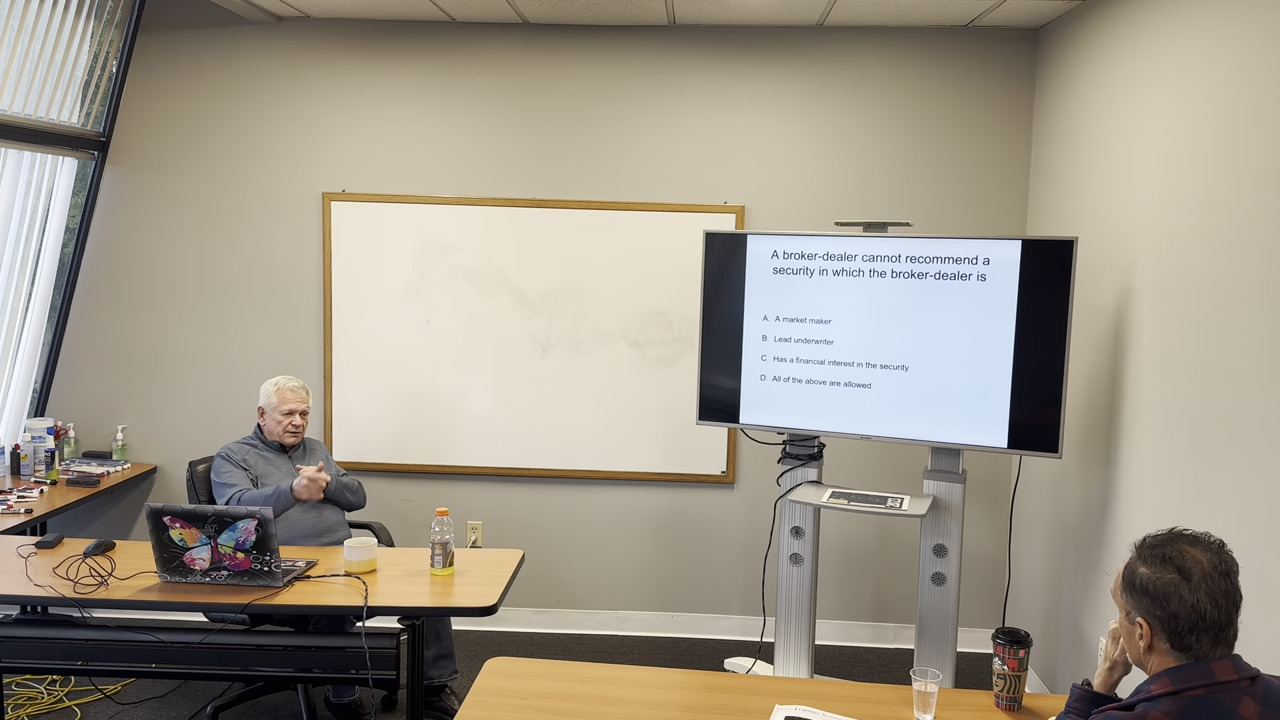 A broker-dealer cannot recommend a
security in which the broker-dealer is
A. A market maker
B. Lead underwriter
C. Has a financial interest in the security
D. All of the above are allowed